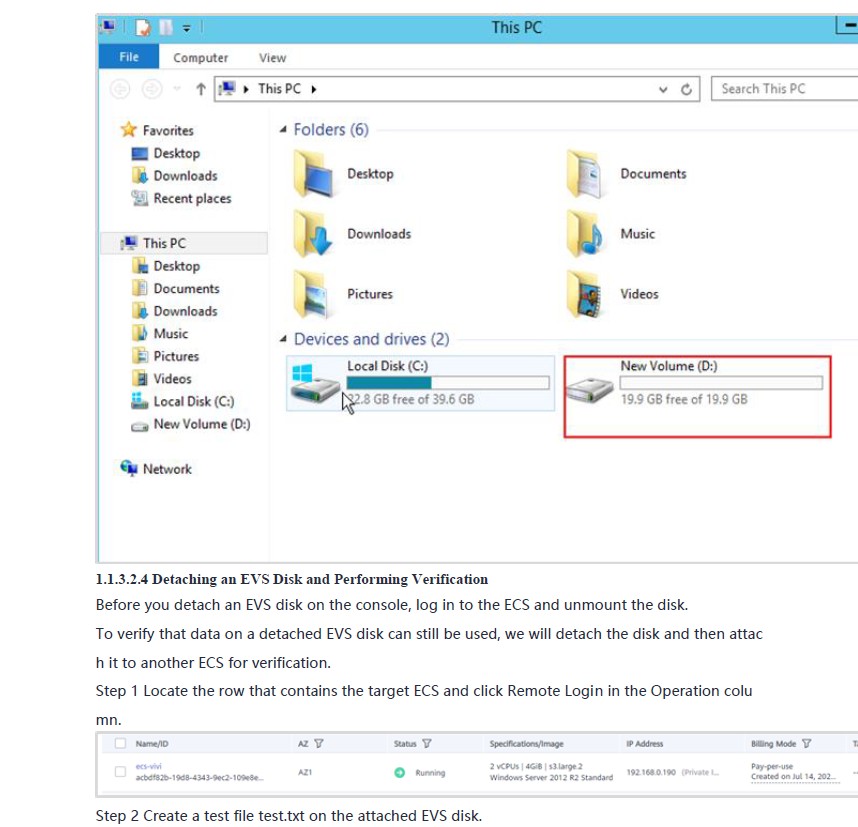 This PC
File Computer View
This PC
Search This PC
Favorites
Desktop
Downloads
Recent places
This PC
Desktop
Documents
Downloads
Music
Pictures
Videos
Local Disk (C:)
New Volume (D:)
Network
Folders (6)
Desktop
Documents
Downloads
Music
Pictures
Videos
Devices and drives (2)
Local Disk (C:)
22.8 GB free of 39.6 GB
New Volume (D:)
19.9 GB free of 19.9 GB
1.1.3.2.4 Detaching an EVS Disk and Performing Verification
Before you detach an EVS disk on the console, log in to the ECS and unmount the disk.
To verify that data on a detached EVS disk can still be used, we will detach the disk and then attac
h it to another ECS for verification.
Step 1 Locate the row that contains the target ECS and click Remote Login in the Operation colu
mn.
Name/ID AZ Status Specifications/Image IP Address Billing Mode
ecs-vivi
acbdf82b-19d8-4343-9ec2-109e8e...
AZ1
Running
2 vCPUs | 4GiB | s3.large.2
Windows Server 2012 R2 Standard
192.168.0.190 (Private I...
Pay-per-use
Created on Jul 14, 202...
Step 2 Create a test file test.txt on the attached EVS disk.